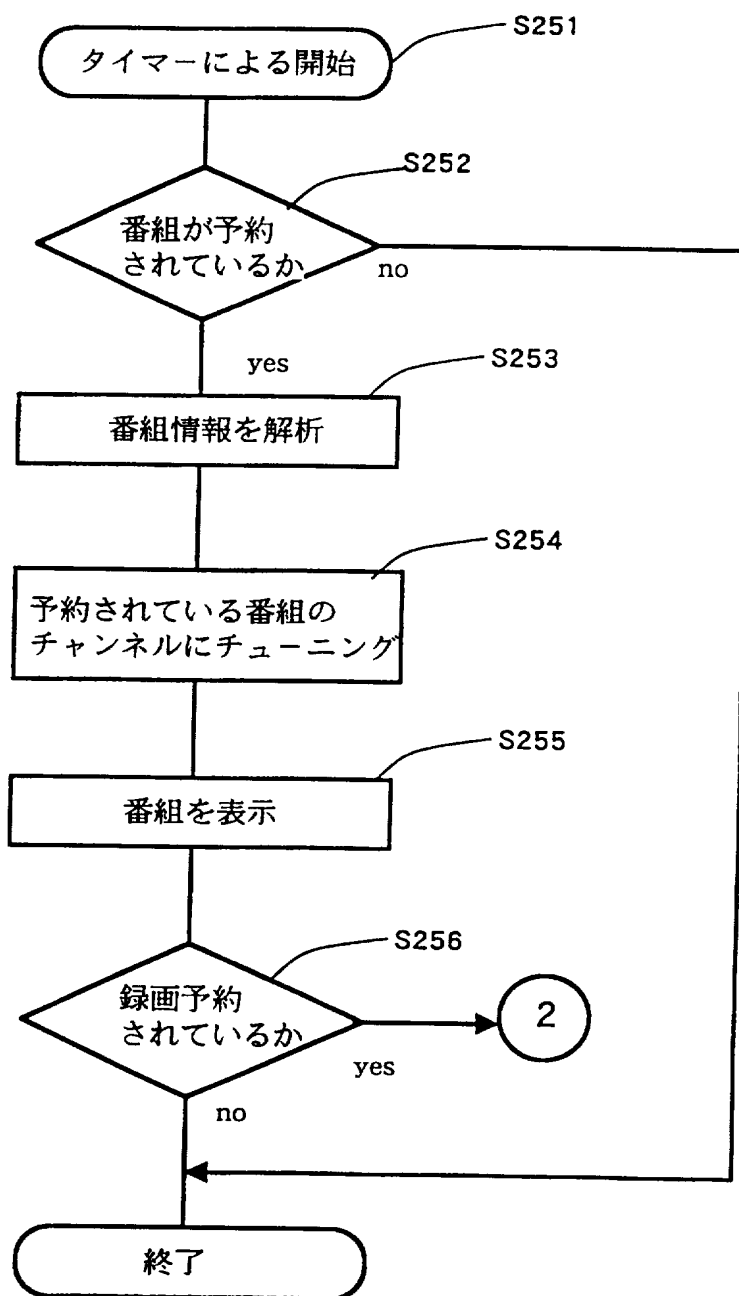 S251
タイマーによる開始
S252
番組が予約
されているか
no
yes
S253
番組情報を解析
S254
予約されている番組の
チャンネルにチューニング
S255
番組を表示
S256
録画予約
されているか
2
yes
no
終了